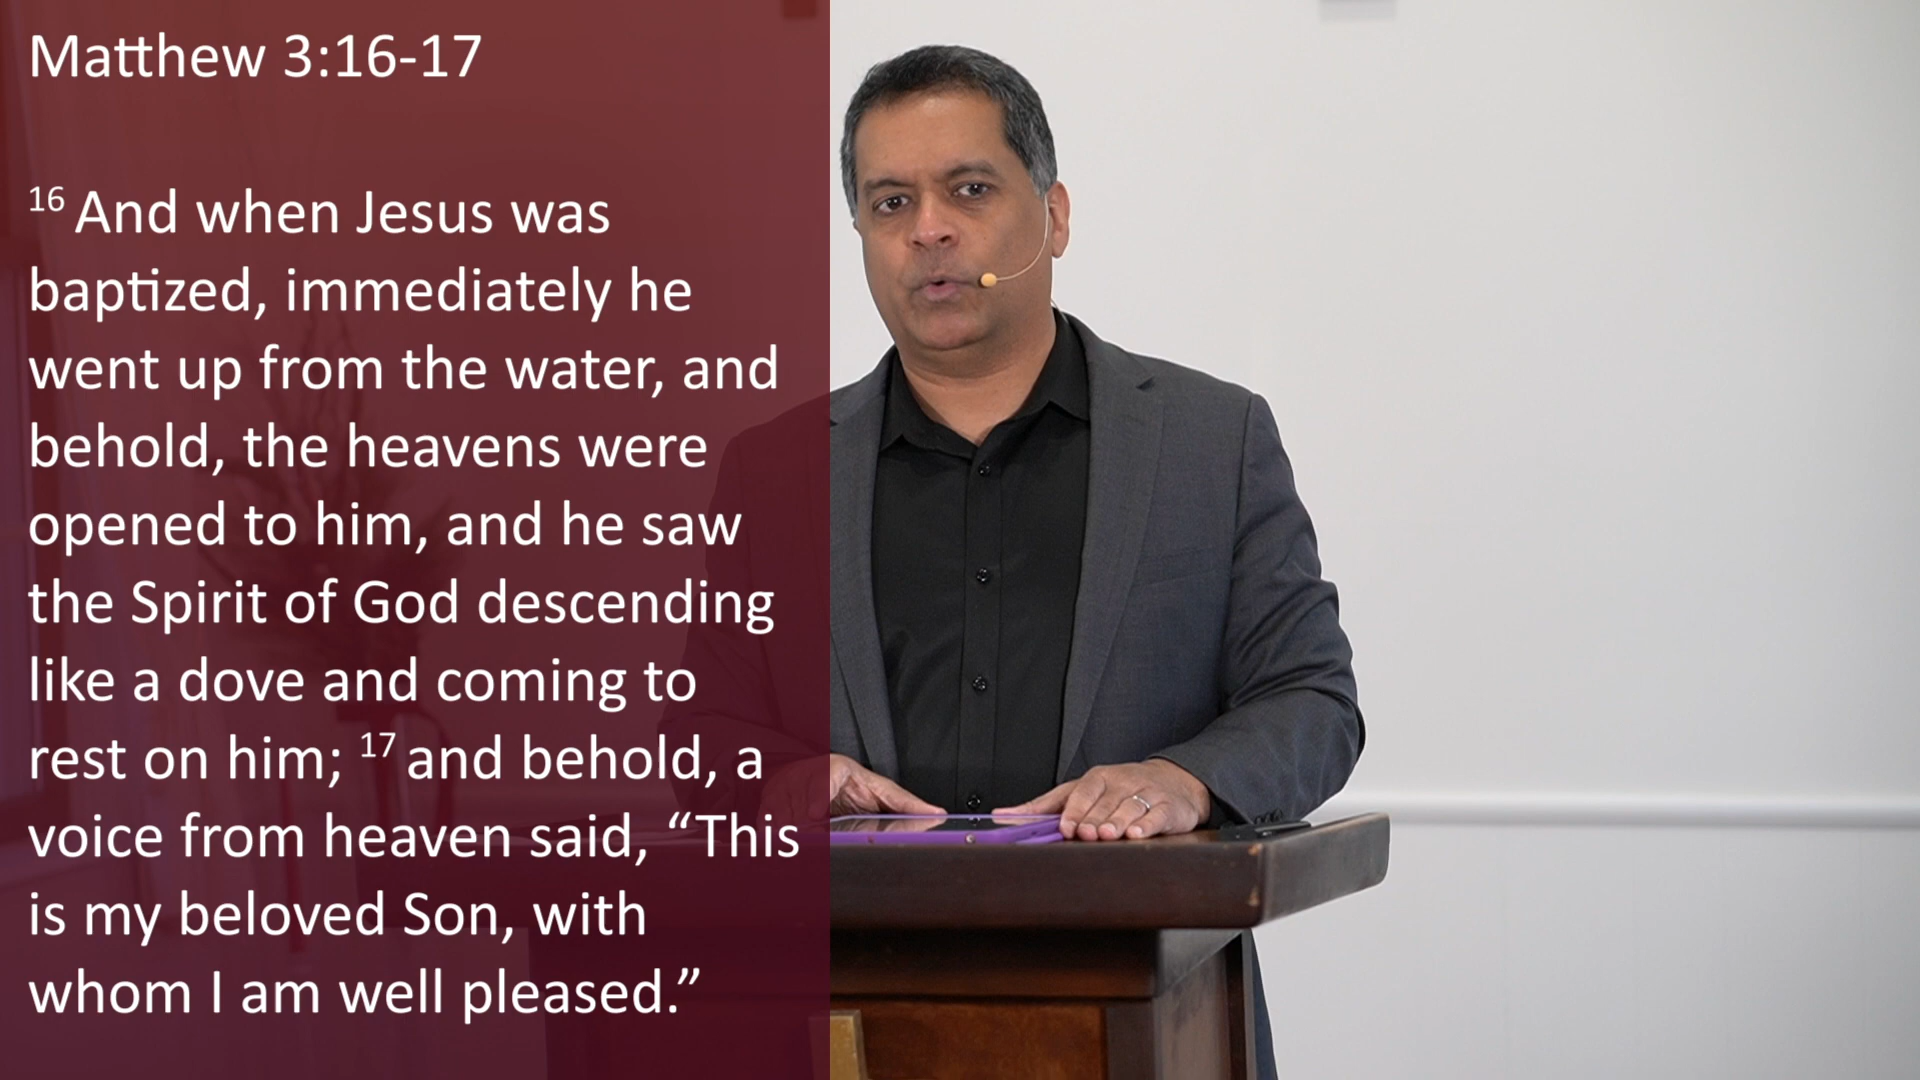 Matthew 3:16-17
16 And when Jesus was
baptized, immediately he
went up from the water, and
behold, the heavens were
opened to him, and he saw
the Spirit of God descending
like a dove and coming to
rest on him; 17 and behold, a
voice from heaven said, “This
is my beloved Son, with
whom I am well pleased.”